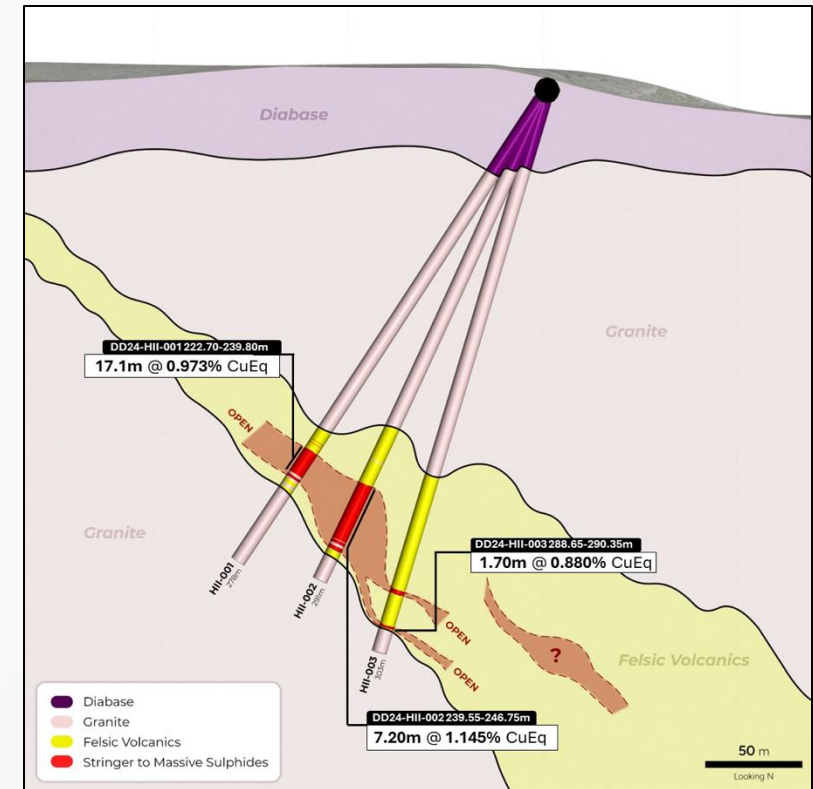 Diabase
Granite
DD24-HII-001 222.70-239.80m
17.1m @ 0.973% CuEq
OPEN
Granite
HII-001
278m
HII-002
291m
DD24-HII-003 288.65-290.35m
1.70m @ 0.880% CuEq
OPEN
?
Felsic Volcanics
HII-003
303m
OPEN
DD24-HII-002 239.55-246.75m
7.20m @ 1.145% CuEq
Diabase
Granite
Felsic Volcanics
Stringer to Massive Sulphides
50 m
Looking N